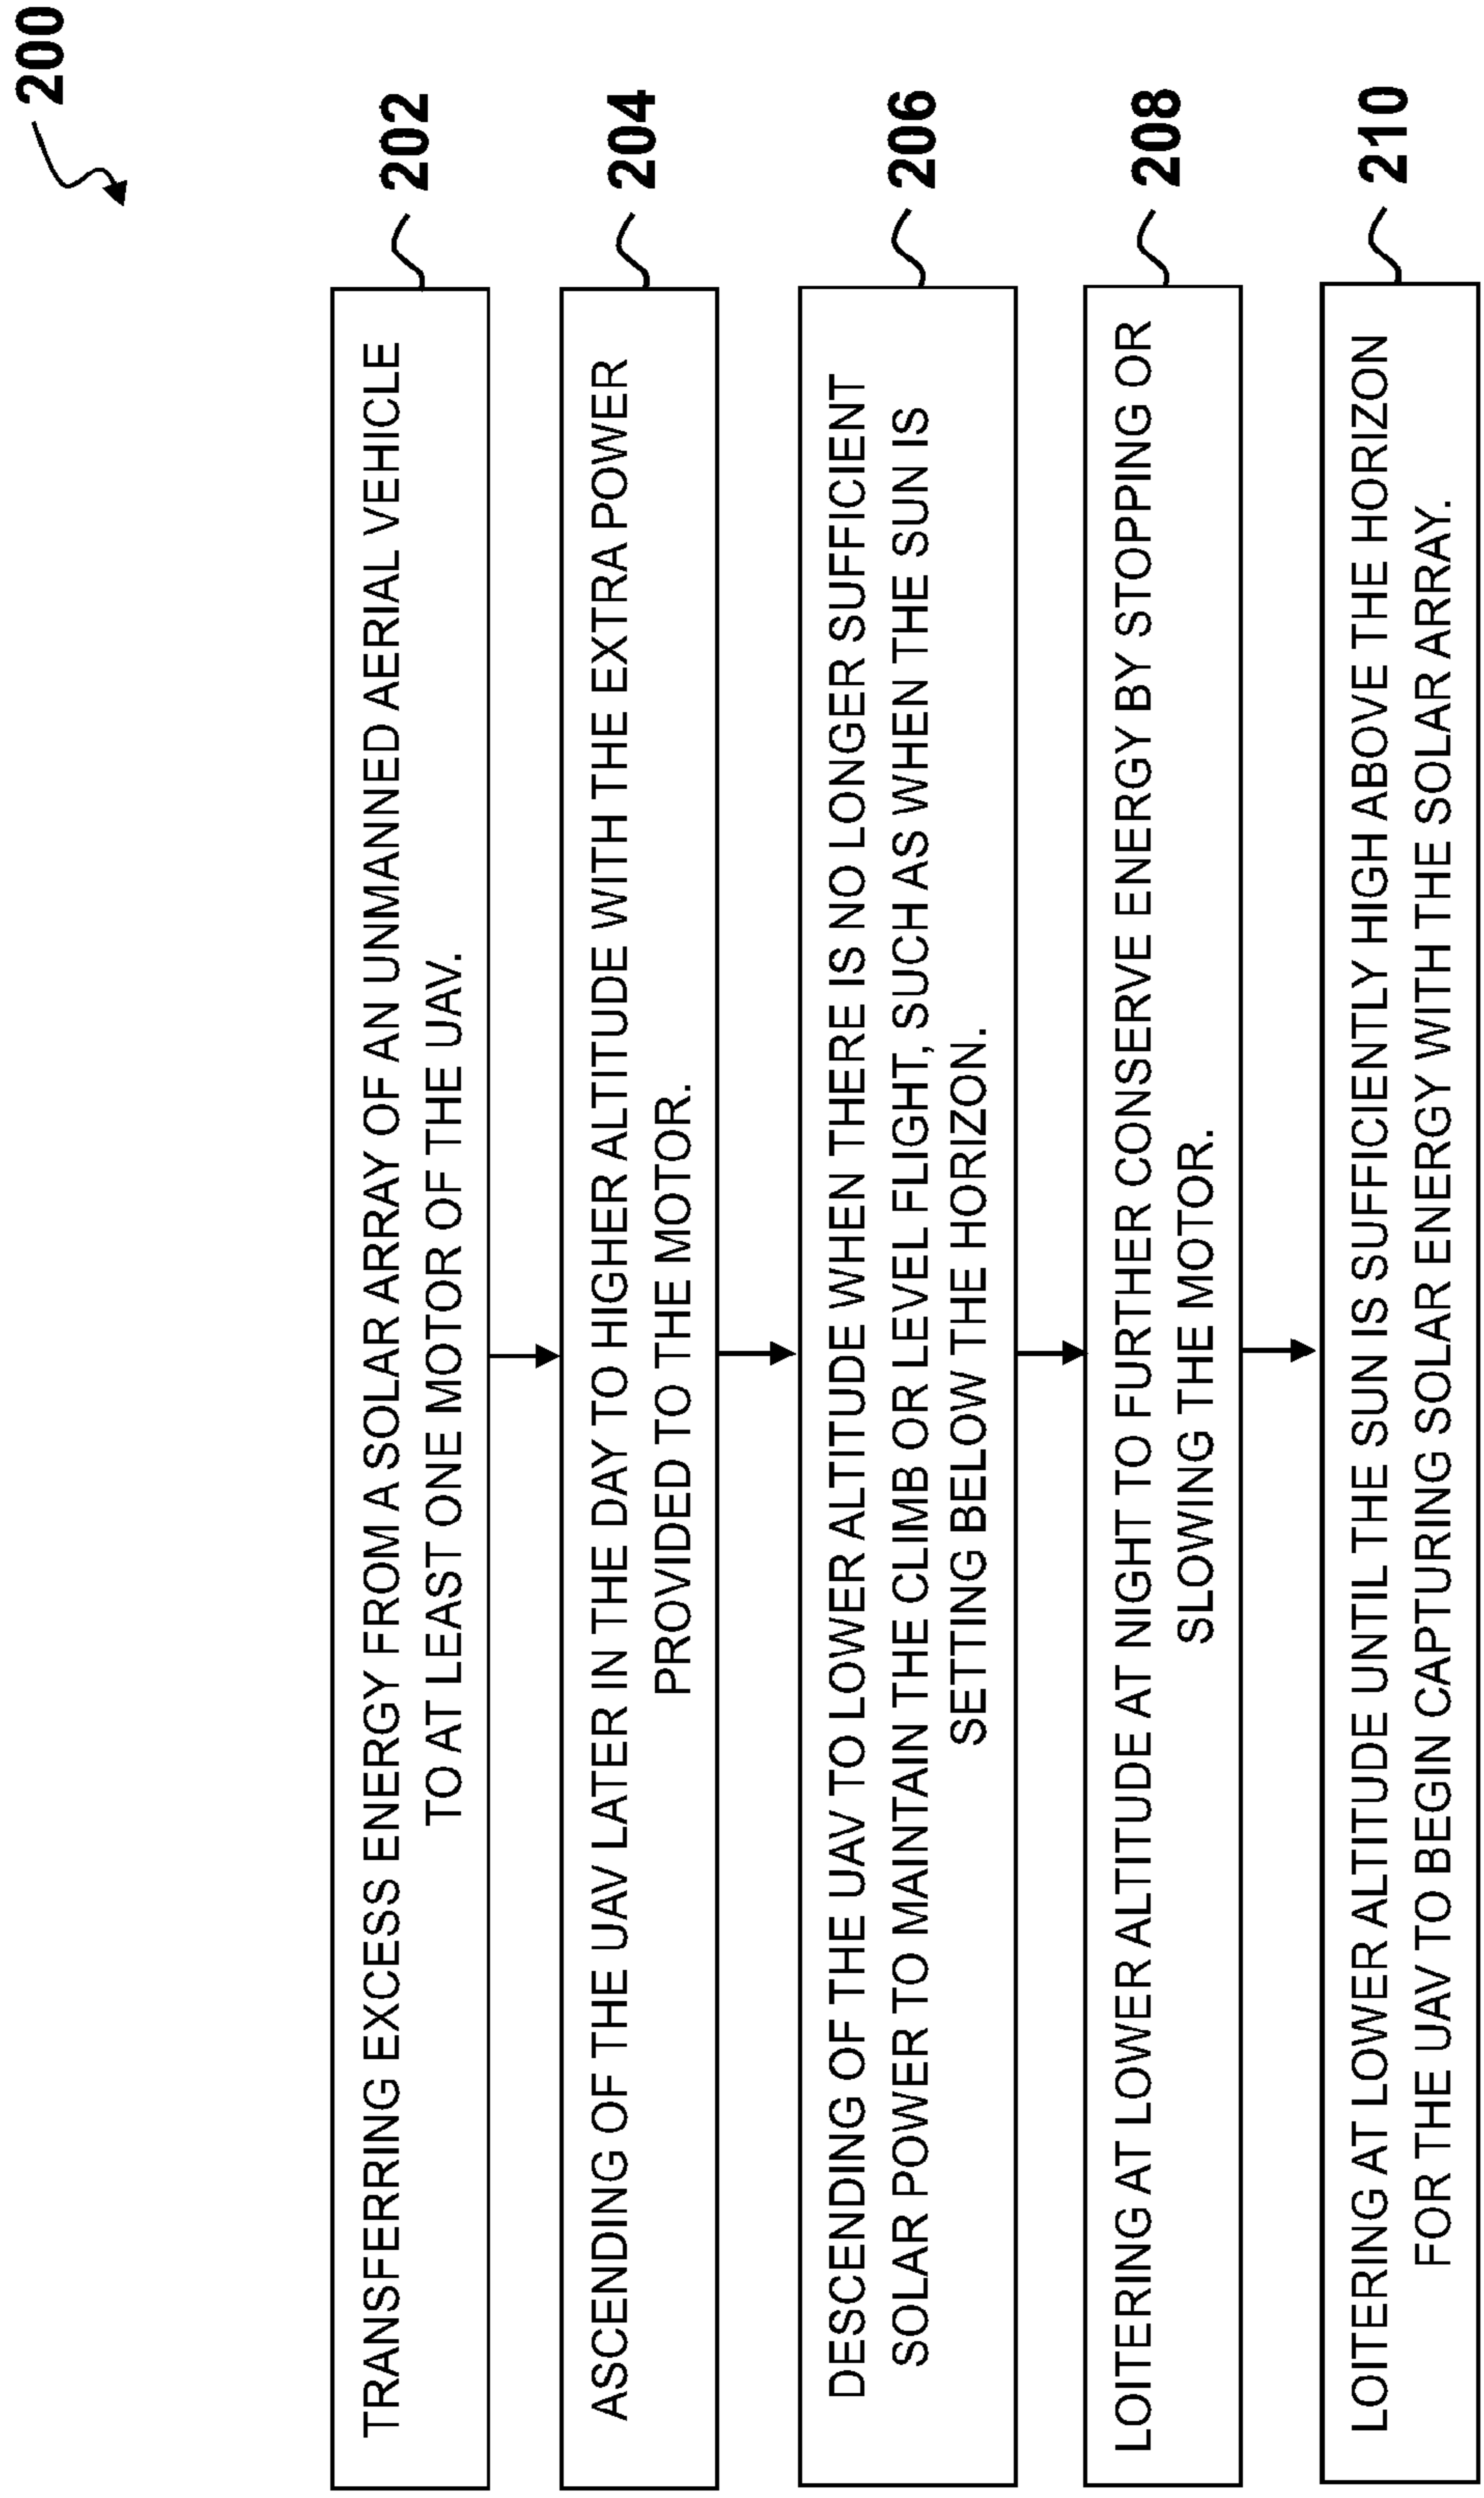 200
TRANSFERRING EXCESS ENERGY FROM A SOLAR ARRAY OF AN UNMANNED AERIAL VEHICLE
TO AT LEAST ONE MOTOR OF THE UAV.
202
ASCENDING OF THE UAV LATER IN THE DAY TO HIGHER ALTITUDE WITH THE EXTRA POWER
PROVIDED TO THE MOTOR.
204
DESCENDING OF THE UAV TO LOWER ALTITUDE WHEN THERE IS NO LONGER SUFFICIENT
SOLAR POWER TO MAINTAIN THE CLIMB OR LEVEL FLIGHT, SUCH AS WHEN THE SUN IS
SETTING BELOW THE HORIZON.
206
LOITERING AT LOWER ALTITUDE AT NIGHT TO FURTHER CONSERVE ENERGY BY STOPPING OR
SLOWING THE MOTOR.
208
LOITERING AT LOWER ALTITUDE UNTIL THE SUN IS SUFFICIENTLY HIGH ABOVE THE HORIZON
FOR THE UAV TO BEGIN CAPTURING SOLAR ENERGY WITH THE SOLAR ARRAY.
210